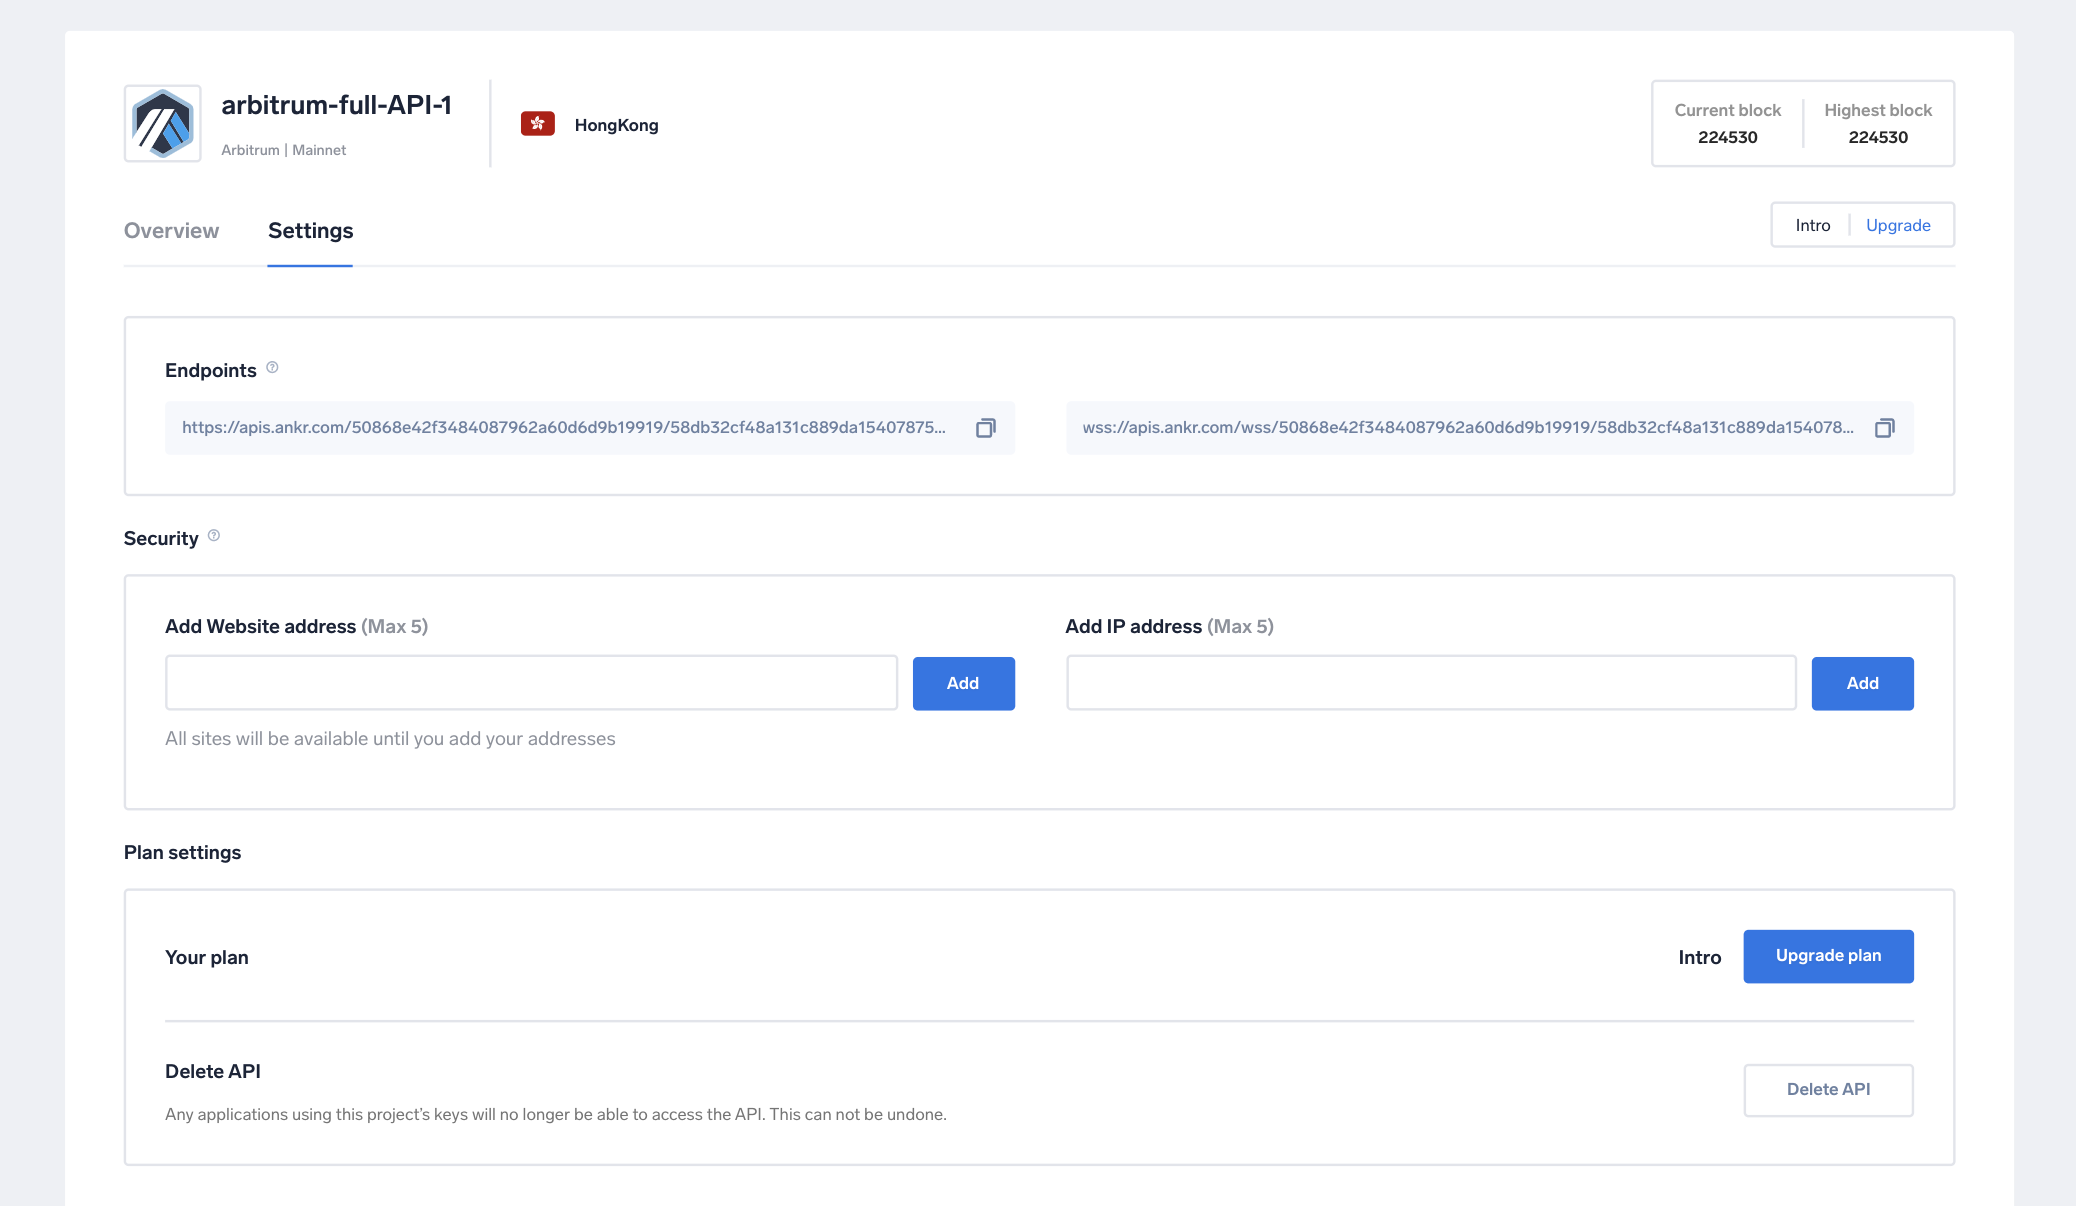 arbitrum-full-API-1
Arbitrum | Mainnet
HongKong
Current block
224530
Highest block
224530
Overview
Settings
Intro
Upgrade
Endpoints
https://apis.ankr.com/50868e42f3484087962a60d6d9b19919/58db32cf48a131c889da15407875...
wss://apis.ankr.com/wss/50868e42f3484087962a60d6d9b19919/58db32cf48a131c889da154078...
Security
Add Website address (Max 5)
Add
All sites will be available until you add your addresses
Add IP address (Max 5)
Add
Plan settings
Your plan
Intro
Upgrade plan
Delete API
Any applications using this project's keys will no longer be able to access the API. This can not be undone.
Delete API